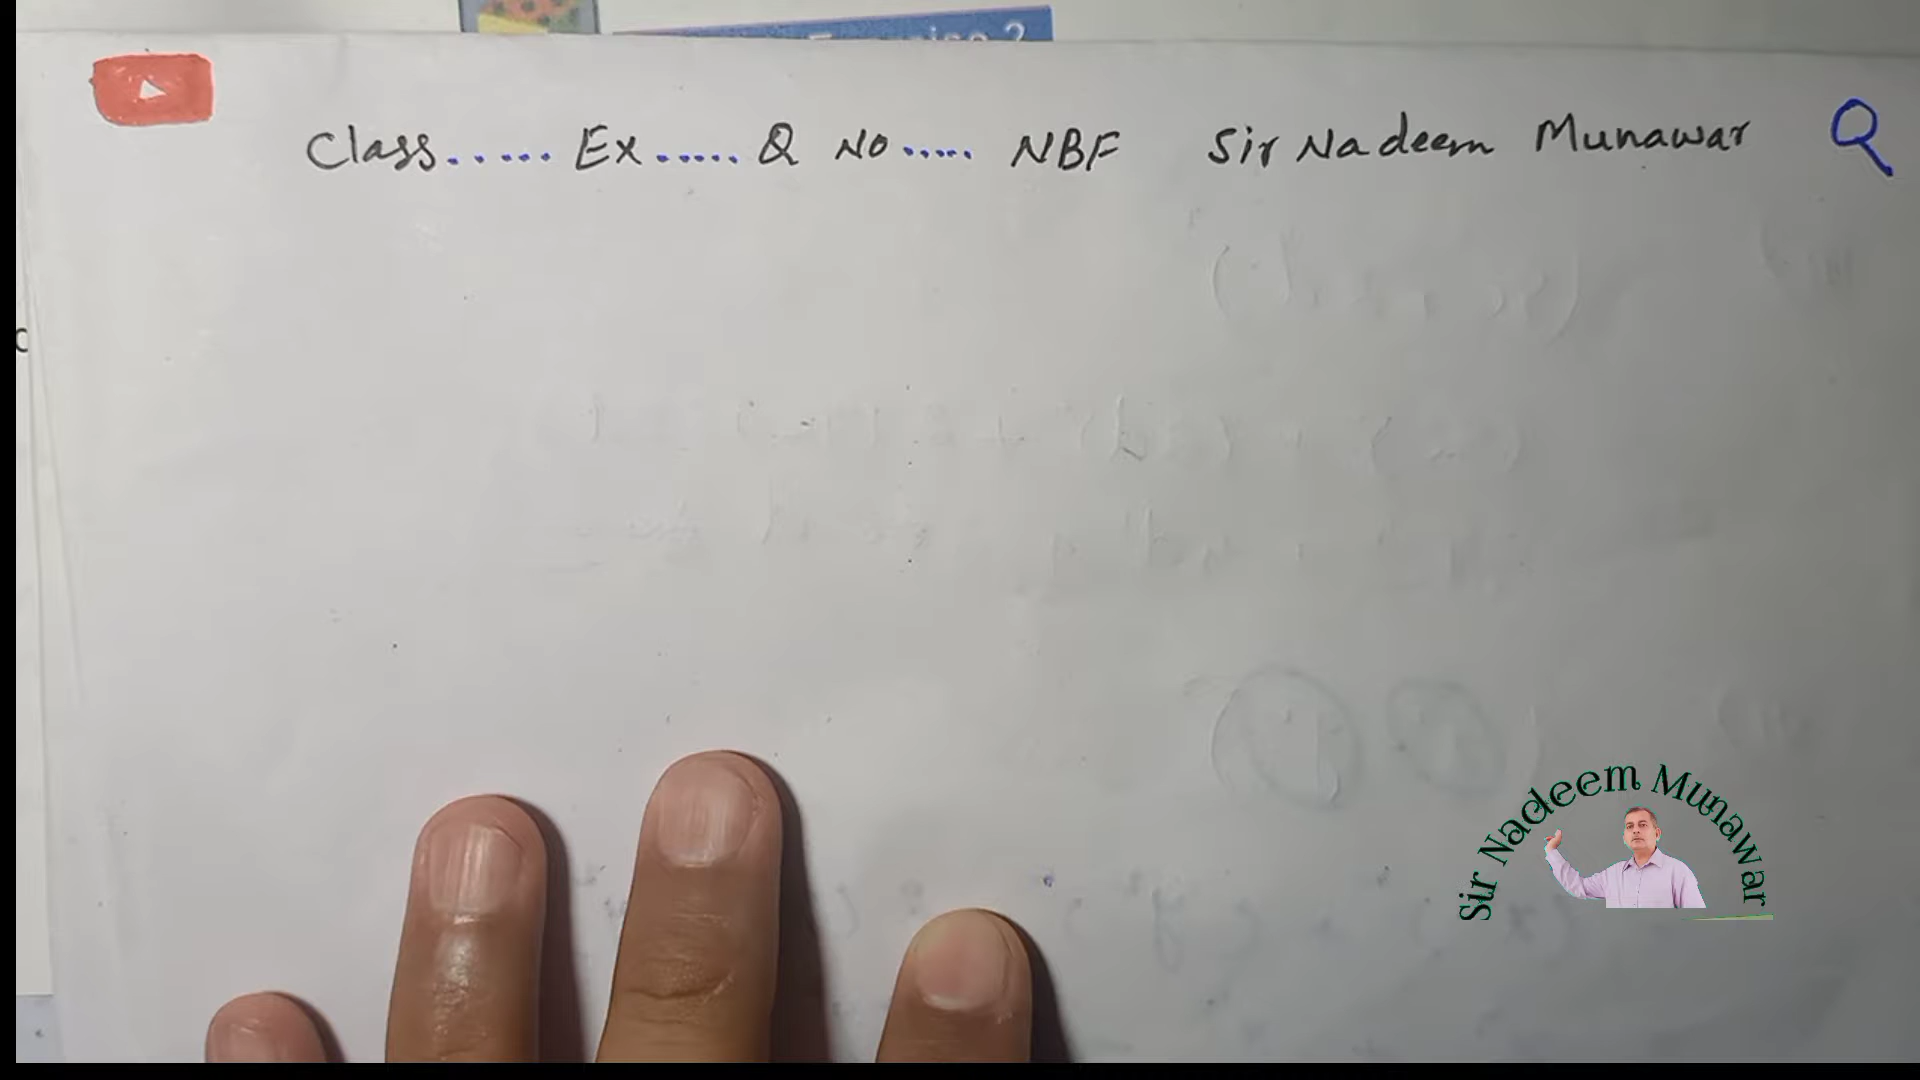 Class...... Ex..... Q No..... NBF Sir Nadeem Munawar Q
Sir Nadeem Munawar